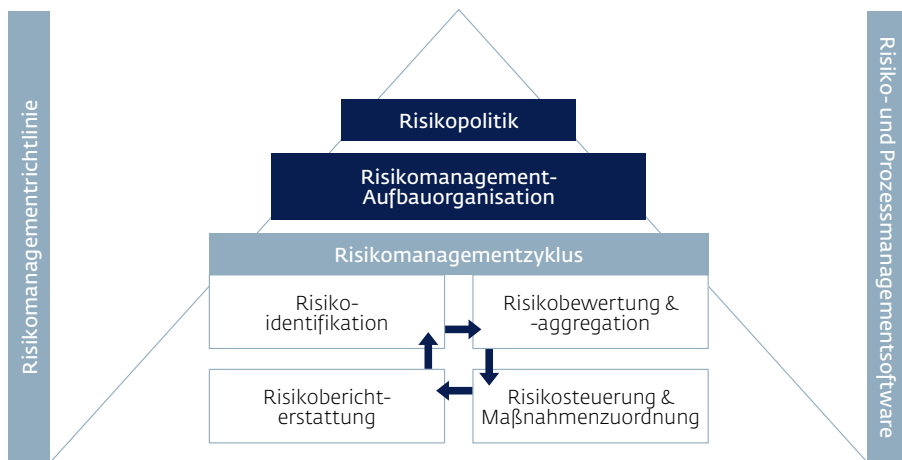 Risikomanagementrichtlinie
Risikopolitik
Risikomanagement-
Aufbauorganisation
Risikomanagementzyklus
Risiko-
identifikation
Risikobewertung &
-aggregation
Risikobericht-
erstattung
Risikosteuerung &
Maßnahmenzuordnung
Risiko- und Prozessmanagementsoftware